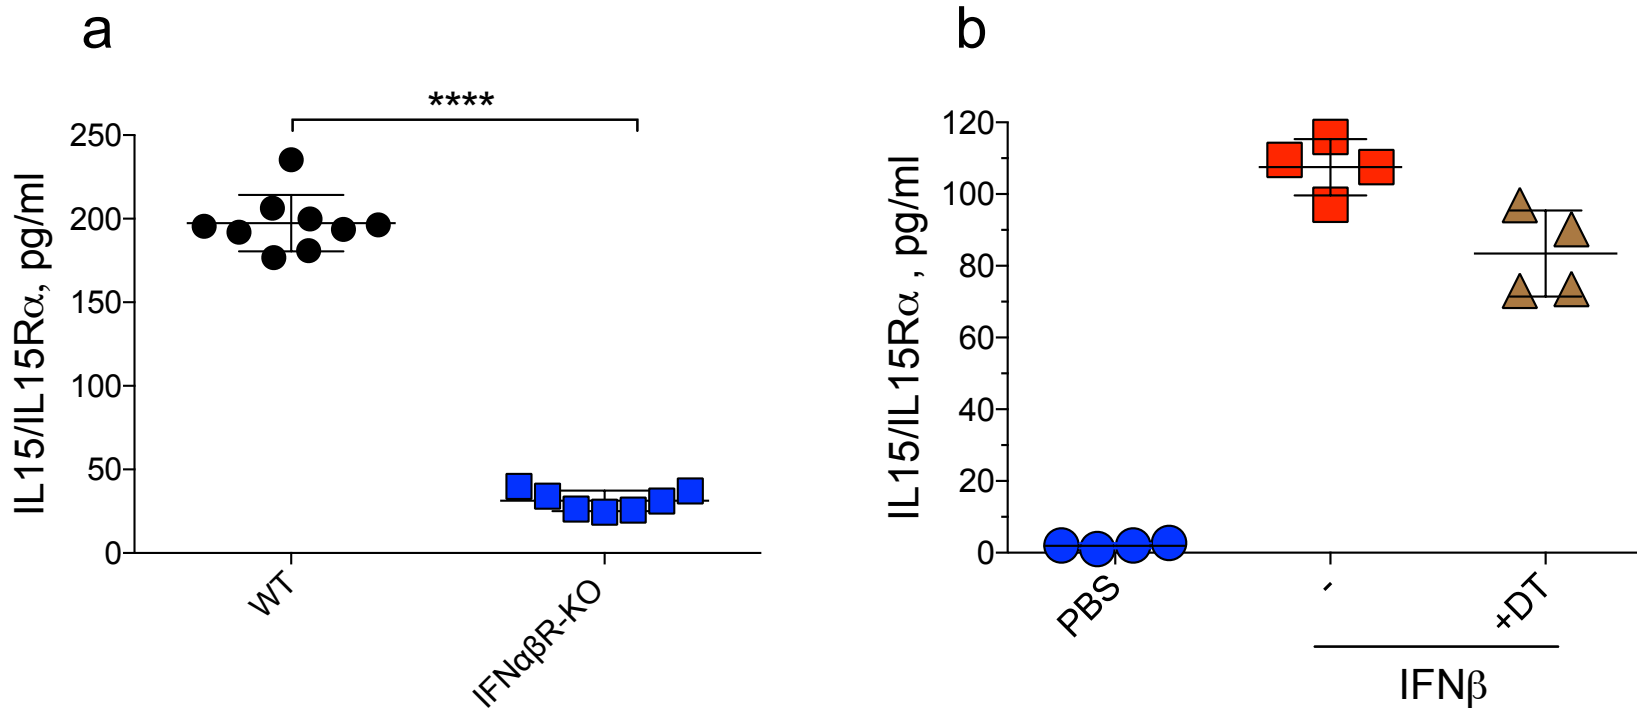 a
****
IL15/IL15Rα, pg/ml
250
200
150
100
50
0
WT
IFNαβR-KO
b
IL15/IL15Rα , pg/ml
120
100
80
60
40
20
0
PBS
-
+DT
IFNβ